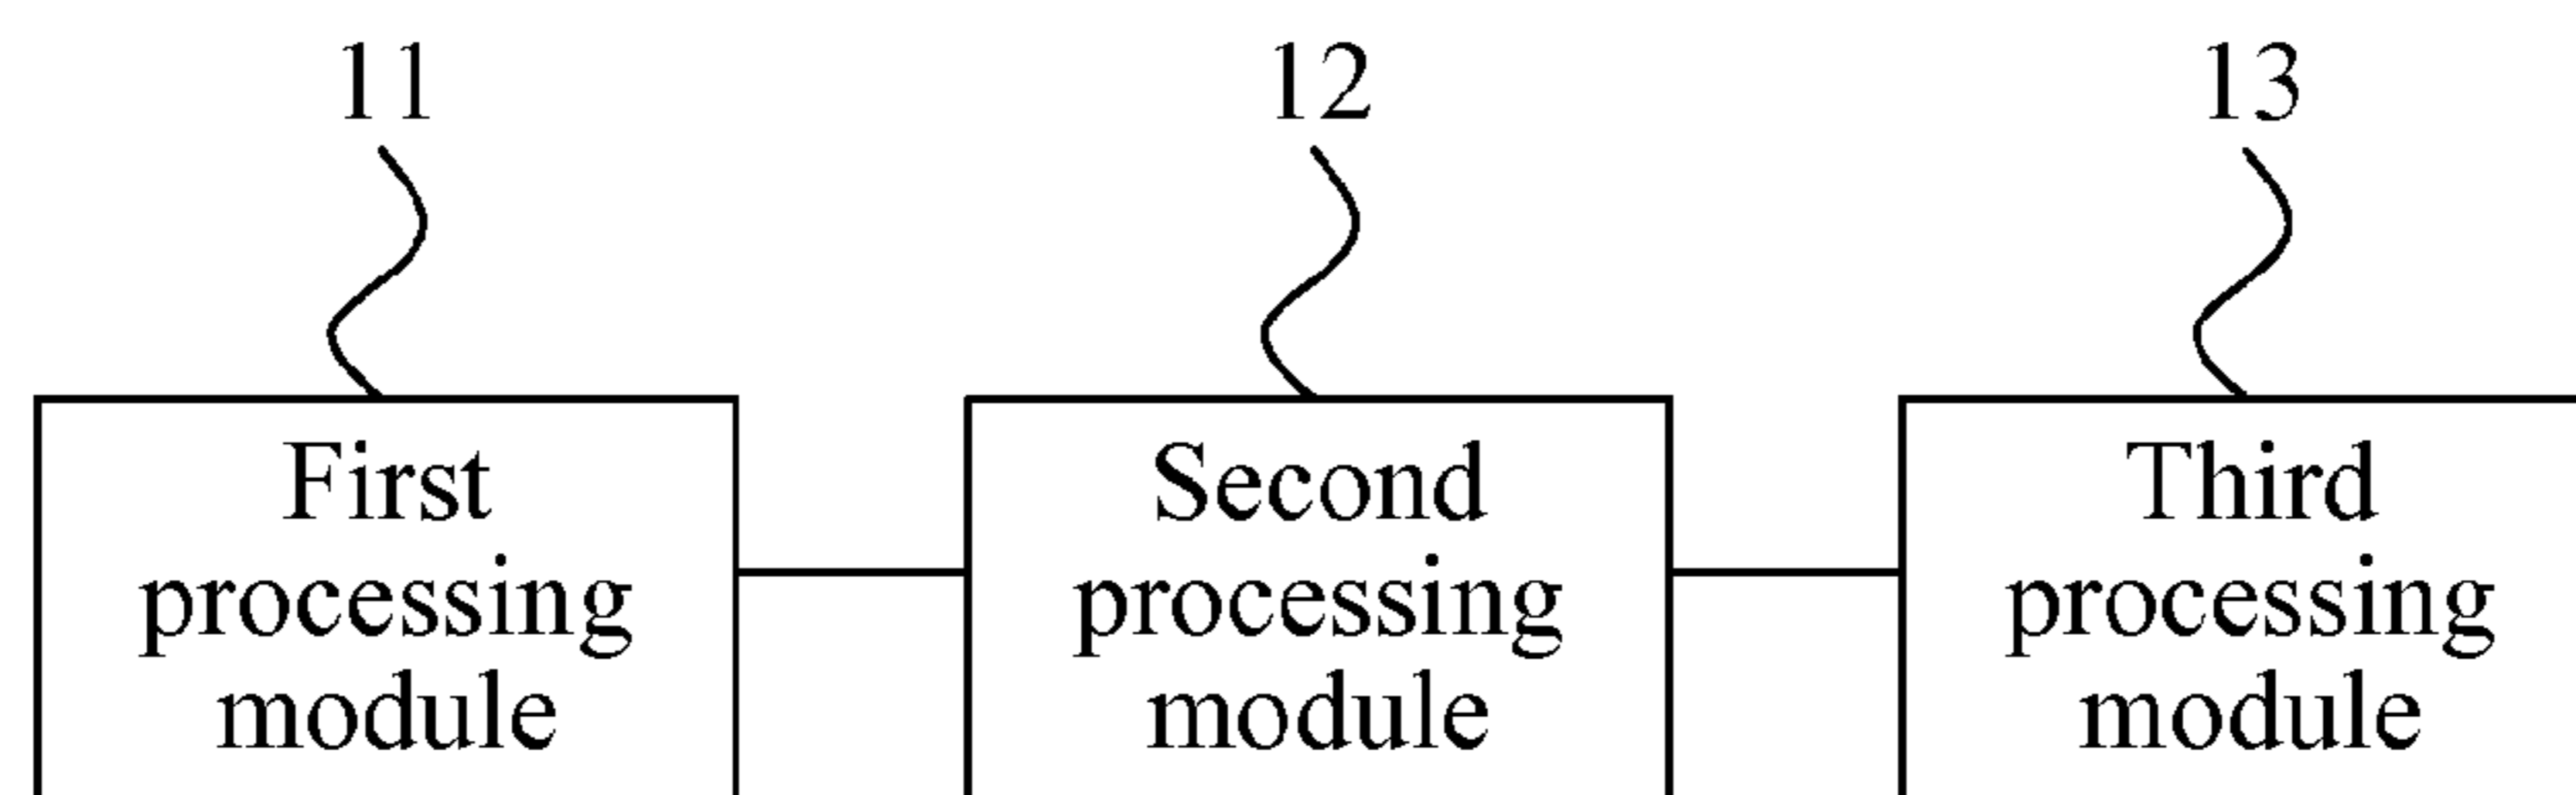 11
12
13
First
processing
module
Second
processing
module
Third
processing
module